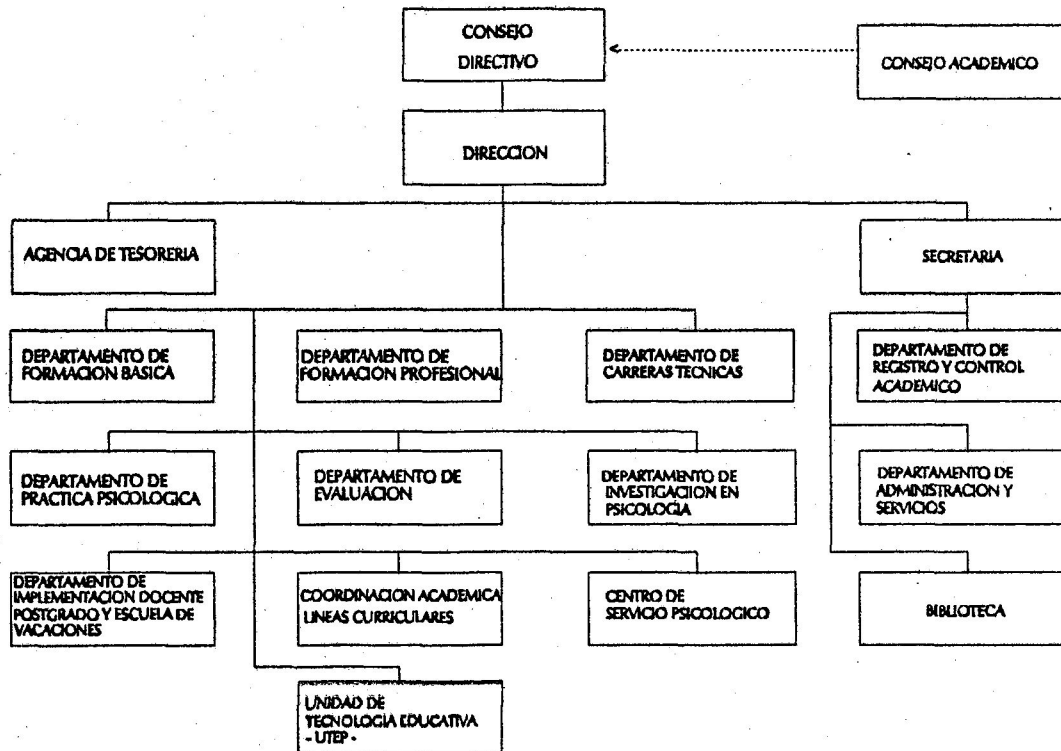 CONSEJO
DIRECTIVO
CONSEJO ACADEMICO
DIRECCION
AGENCIA DE TESORERIA
SECRETARIA
DEPARTAMENTO DE
FORMACION BASICA
DEPARTAMENTO DE
FORMACION PROFESIONAL
DEPARTAMENTO DE
CARRERAS TECNICAS
DEPARTAMENTO DE
REGISTRO Y CONTROL
ACADEMICO
DEPARTAMENTO DE
PRACTICA PSICOLOGICA
DEPARTAMENTO DE
EVALUACION
DEPARTAMENTO DE
INVESTIGACION EN
PSICOLOGIA
DEPARTAMENTO DE
ADMINISTRACION Y
SERVICIOS
DEPARTAMENTO DE
IMPLEMENTACION DOCENTE
POSTGRADO Y ESCUELA DE
VACACIONES
COORDINACION ACADEMICA
LINEAS CURRICULARES
CENTRO DE
SERVICIO PSICOLOGICO
BIBLIOTECA
UNIDAD DE
TECNOLOGIA EDUCATIVA
- UTEP -